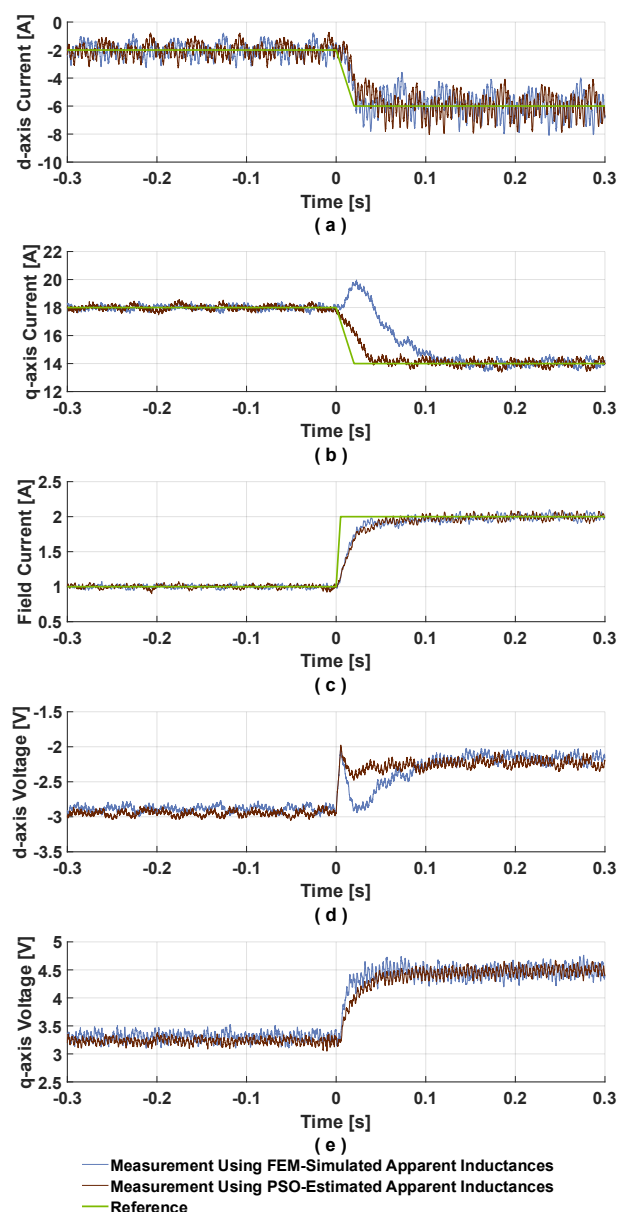 d-axis Current [A]
0
-2
-4
-6
-8
-10
-0.3 -0.2 -0.1 0 0.1 0.2 0.3
Time [s]
( a )
q-axis Current [A]
22
20
18
16
14
12
-0.3 -0.2 -0.1 0 0.1 0.2 0.3
Time [s]
( b )
Field Current [A]
2.5
2
1.5
1
0.5
-0.3 -0.2 -0.1 0 0.1 0.2 0.3
Time [s]
( c )
d-axis Voltage [V]
-1.5
-2
-2.5
-3
-3.5
-0.3 -0.2 -0.1 0 0.1 0.2 0.3
Time [s]
( d )
q-axis Voltage [V]
5
4.5
4
3.5
3
2.5
-0.3 -0.2 -0.1 0 0.1 0.2 0.3
Time [s]
( e )
Measurement Using FEM-Simulated Apparent Inductances
Measurement Using PSO-Estimated Apparent Inductances
Reference